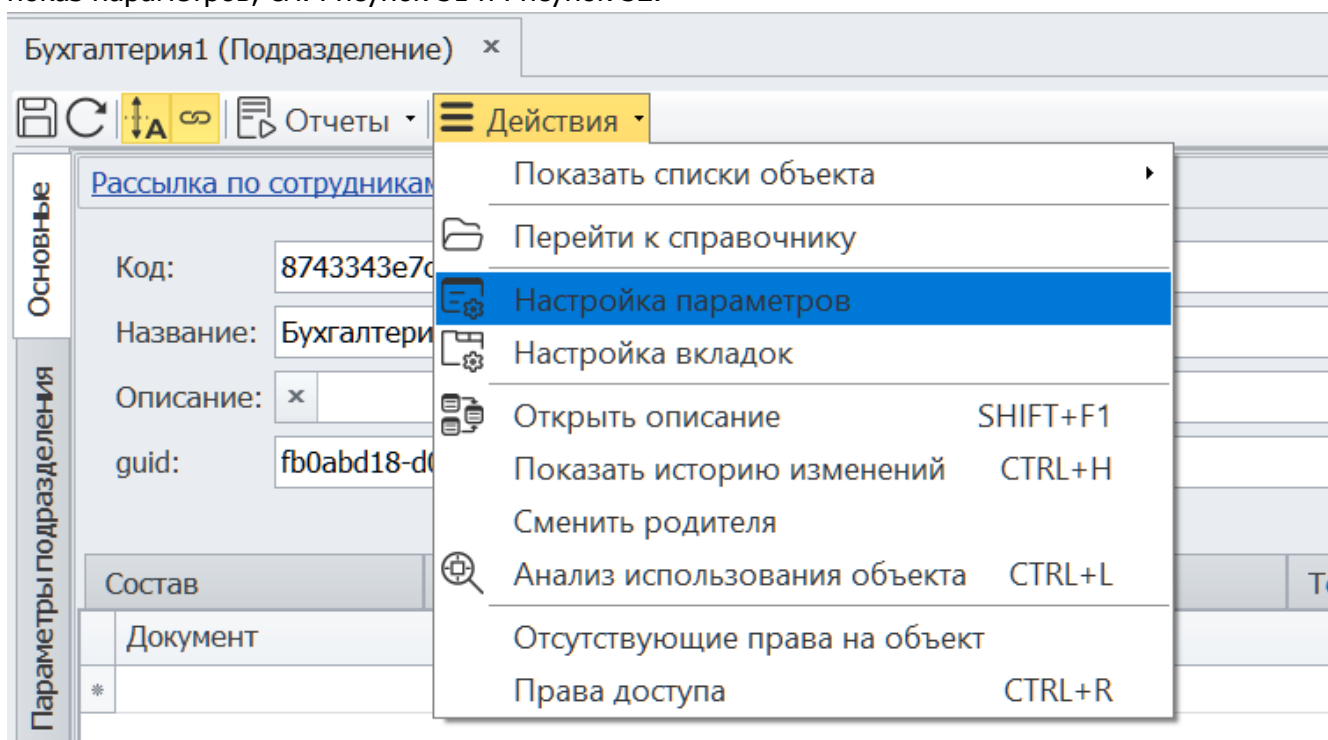 Бухгалтерия1 (Подразделение) ×
A Отчеты Действия
Основные
Параметры подразделения
Рассылка по сотрудникам
Показать списки объекта
Перейти к справочнику
Код: 8743343e7
Настройка параметров
Название: Бухгалтери
Настройка вкладок
Описание: ×
Открыть описание SHIFT+F1
guid: fb0abd18-d
Показать историю изменений CTRL+H
Сменить родителя
Состав
Анализ использования объекта CTRL+L
Документ
Отсутствующие права на объект
Права доступа CTRL+R